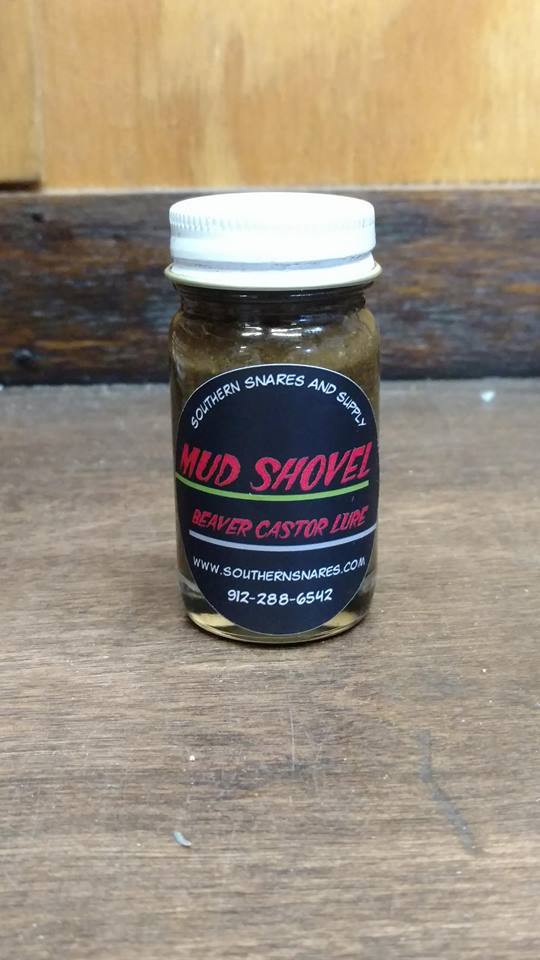 SOUTHERN SNARES AND SUPPLY
MUD SHOVEL
BEAVER CASTOR LURE
WWW.SOUTHERNSNARES.COM
912-288-6542